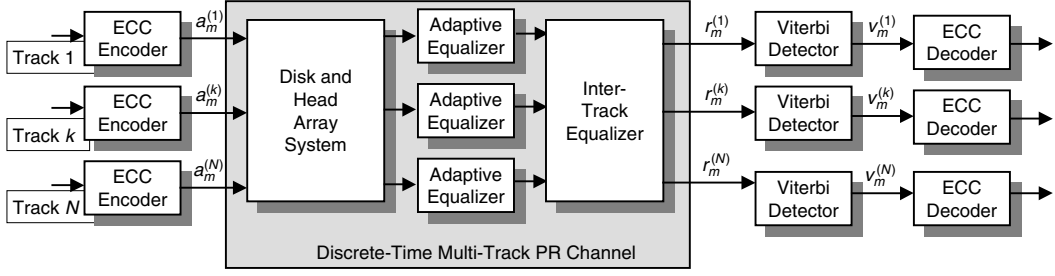 Track 1
ECC
Encoder
a_m^(1)
Track k
ECC
Encoder
a_m^(k)
Track N
ECC
Encoder
a_m^(N)
Disk and
Head
Array
System
Adaptive
Equalizer
Adaptive
Equalizer
Adaptive
Equalizer
Inter-
Track
Equalizer
Discrete-Time Multi-Track PR Channel
r_m^(1)
Viterbi
Detector
v_m^(1)
ECC
Decoder
r_m^(k)
Viterbi
Detector
v_m^(k)
ECC
Decoder
r_m^(N)
Viterbi
Detector
v_m^(N)
ECC
Decoder